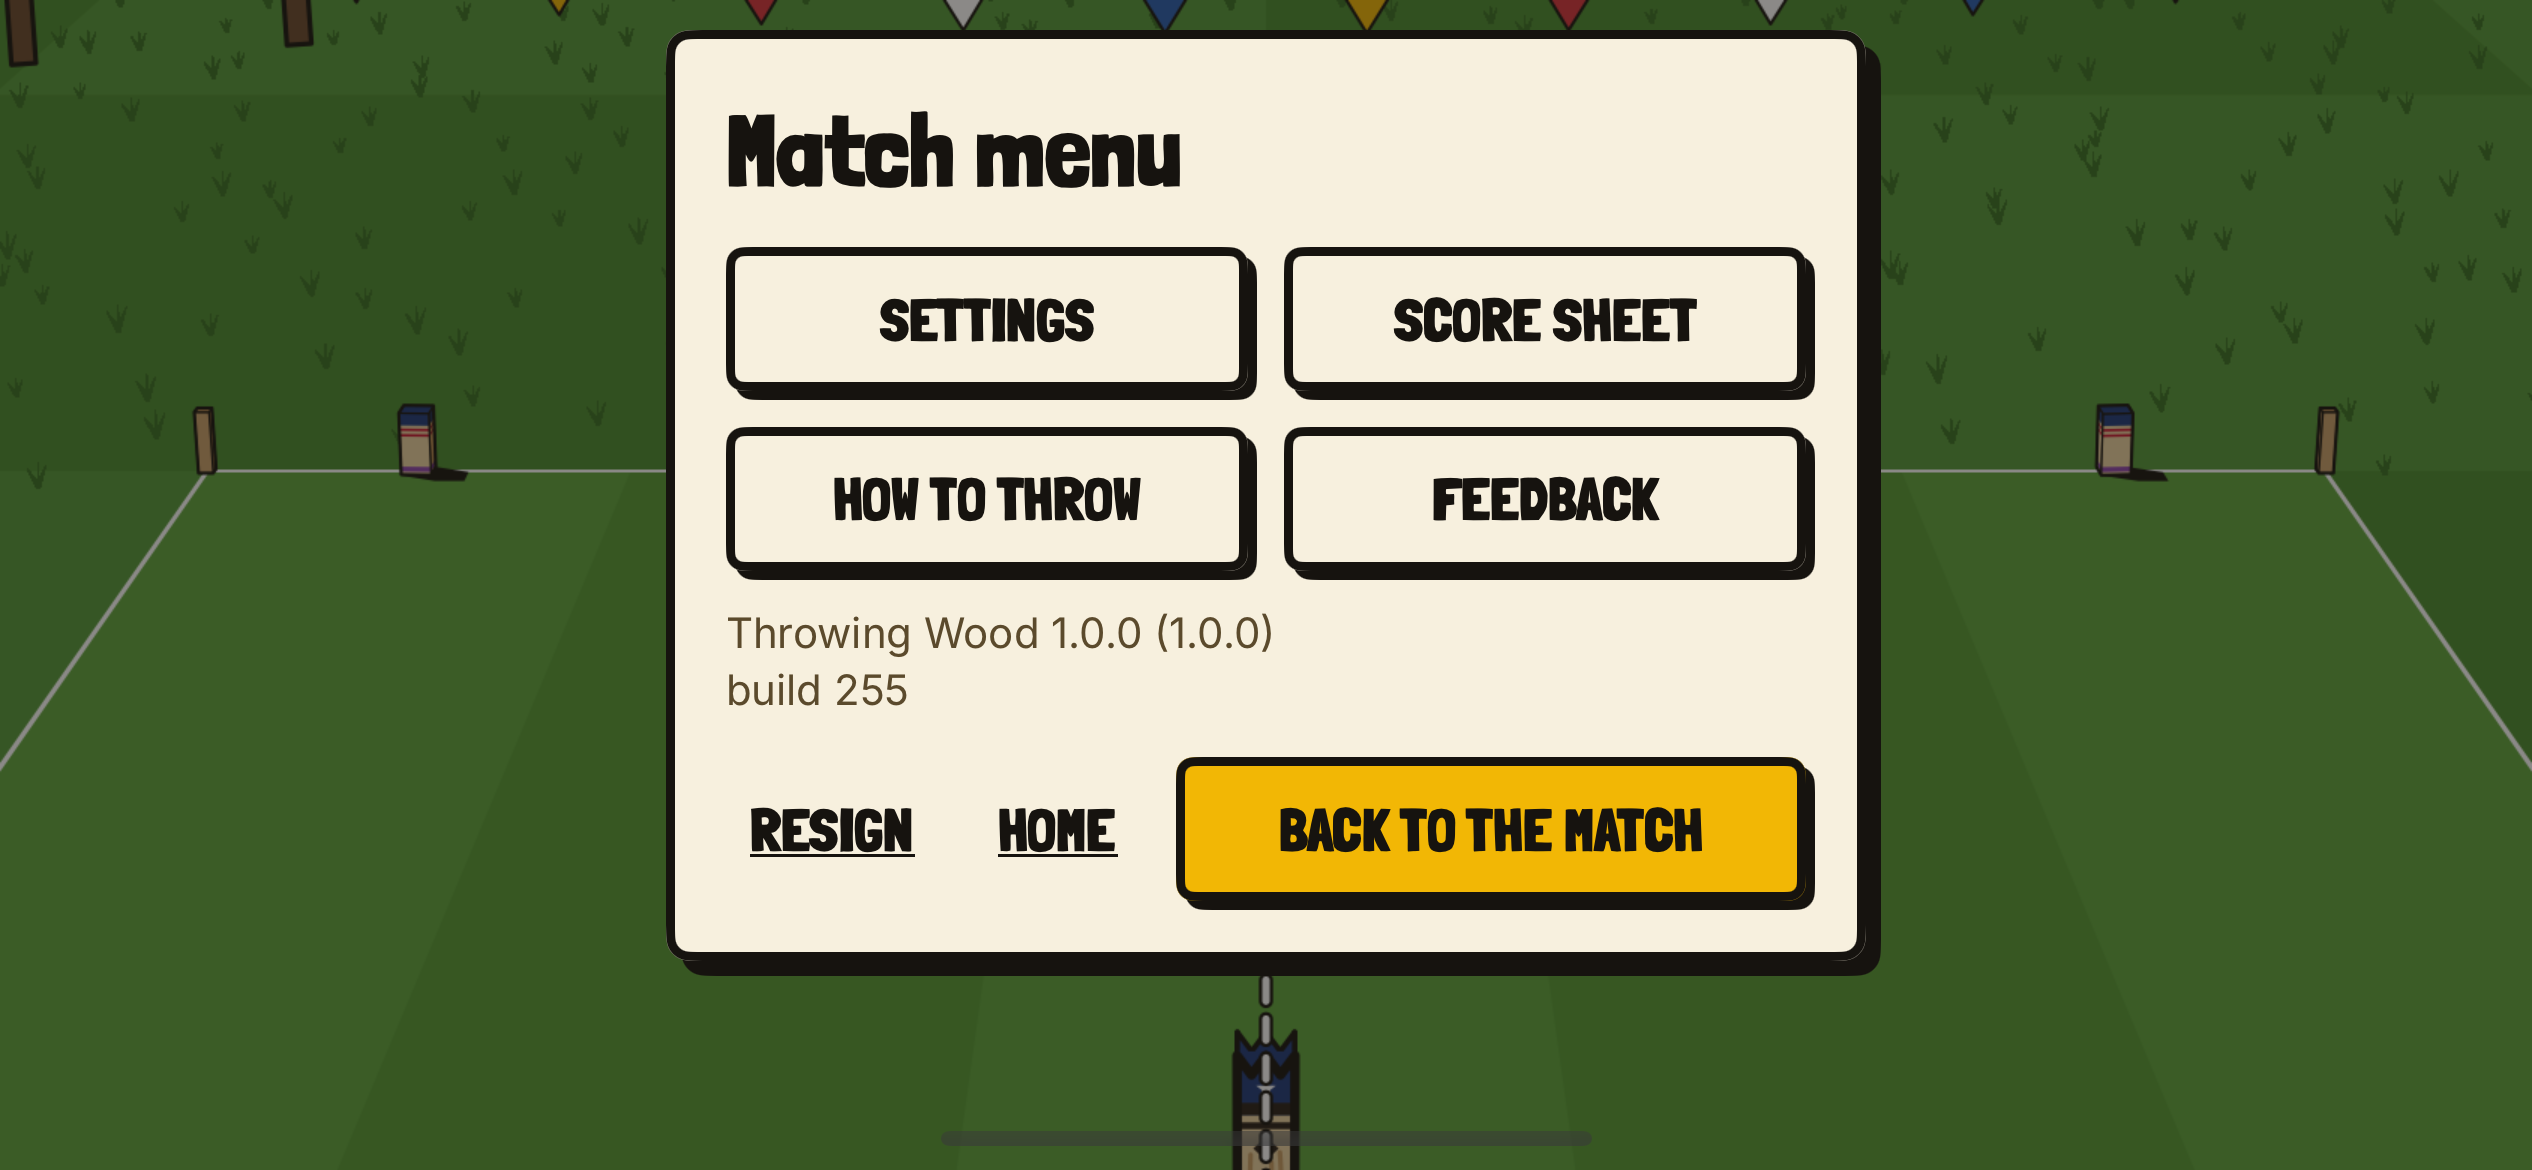 Match menu
SETTINGS
SCORE SHEET
HOW TO THROW
FEEDBACK
Throwing Wood 1.0.0 (1.0.0)
build 255
RESIGN
HOME
BACK TO THE MATCH